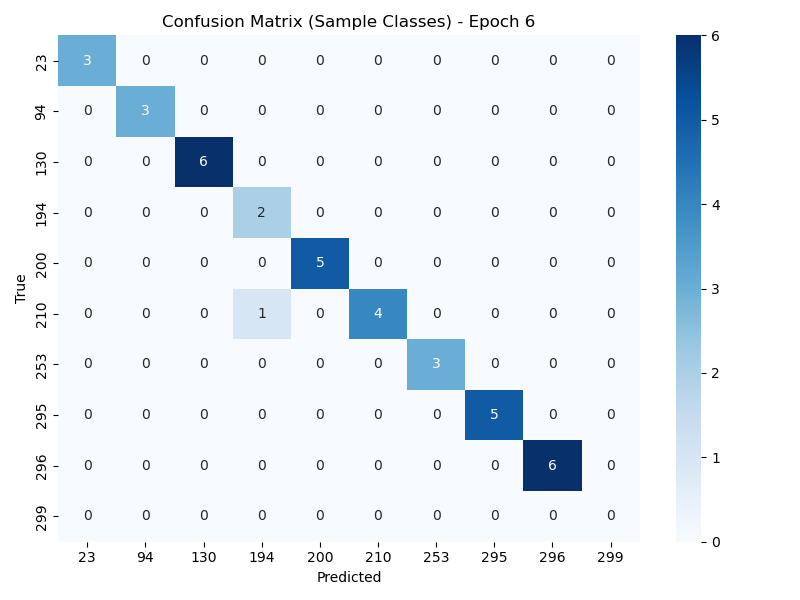 Confusion Matrix (Sample Classes) - Epoch 6
23 3 0 0 0 0 0 0 0 0 0
94 0 3 0 0 0 0 0 0 0 0
130 0 0 6 0 0 0 0 0 0 0
194 0 0 0 2 0 0 0 0 0 0
200 0 0 0 0 5 0 0 0 0 0
210 0 0 0 1 0 4 0 0 0 0
253 0 0 0 0 0 0 3 0 0 0
295 0 0 0 0 0 0 0 5 0 0
296 0 0 0 0 0 0 0 0 6 0
299 0 0 0 0 0 0 0 0 0 0
23 94 130 194 200 210 253 295 296 299
Predicted
True
6
5
4
3
2
1
0